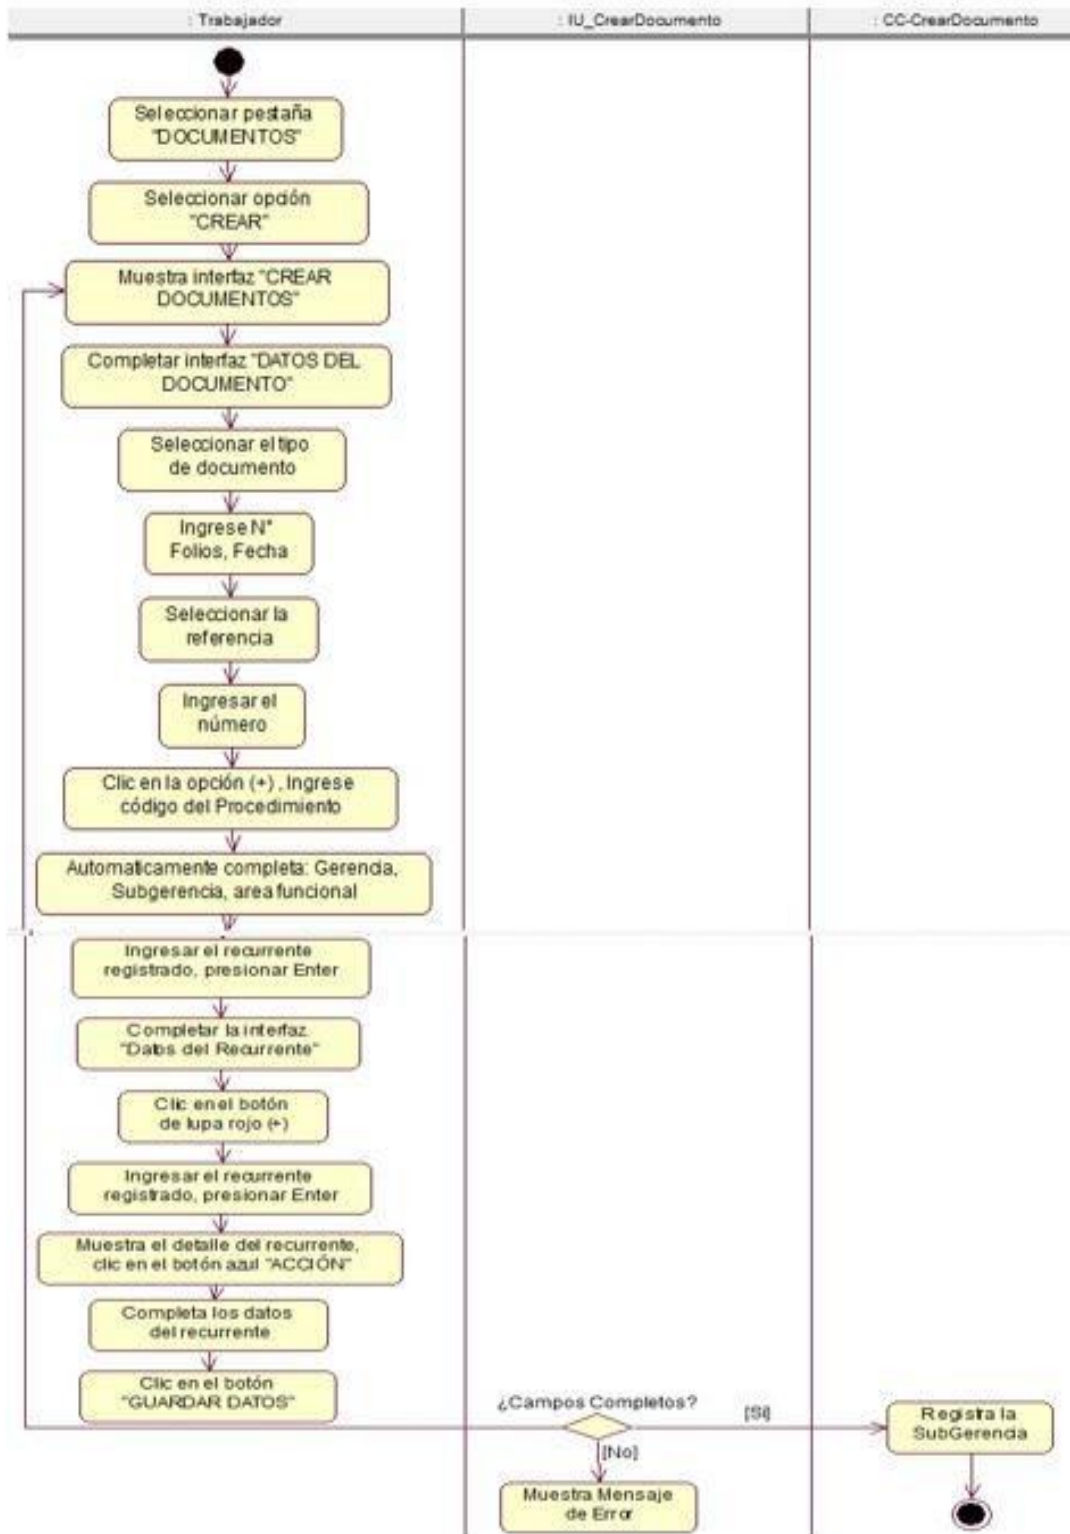 : Trabajador
: IU_CrearDocumento
: CC-CrearDocumento
Seleccionar pestaña
"DOCUMENTOS"
Seleccionar opción
"CREAR"
Muestra interfaz "CREAR
DOCUMENTOS"
Completar interfaz "DATOS DEL
DOCUMENTO"
Seleccionar el tipo
de documento
Ingrese N°
Folios, Fecha
Seleccionar la
referencia
Ingresar el
número
Clic en la opción (+) , Ingrese
código del Procedimiento
Automaticamente completa: Gerencia,
Subgerencia, area funcional
Ingresar el recurrente
registrado, presionar Enter
Completar la interfaz
"Datos del Recurrente"
Clic en el botón
de lupa rojo (+)
Ingresar el recurrente
registrado, presionar Enter
Muestra el detalle del recurrente,
clic en el botón azul "ACCIÓN"
Completa los datos
del recurrente
Clic en el botón
"GUARDAR DATOS"
¿Campos Completos?
[Si]
[No]
Registra la
SubGerencia
Muestra Mensaje
de Error